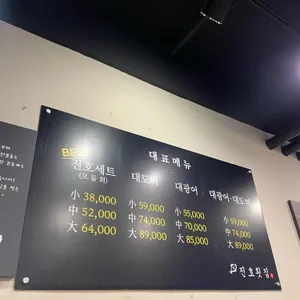 대표메뉴
BEST
진호세트
(모듬회)
小 38,000
中 52,000
大 64,000
대도미
小 59,000
中 74,000
大 89,000
대광어
小 55,000
中 70,000
大 85,000
대광어+대도미
小 59,000
中 74,000
大 89,000
진호횟집